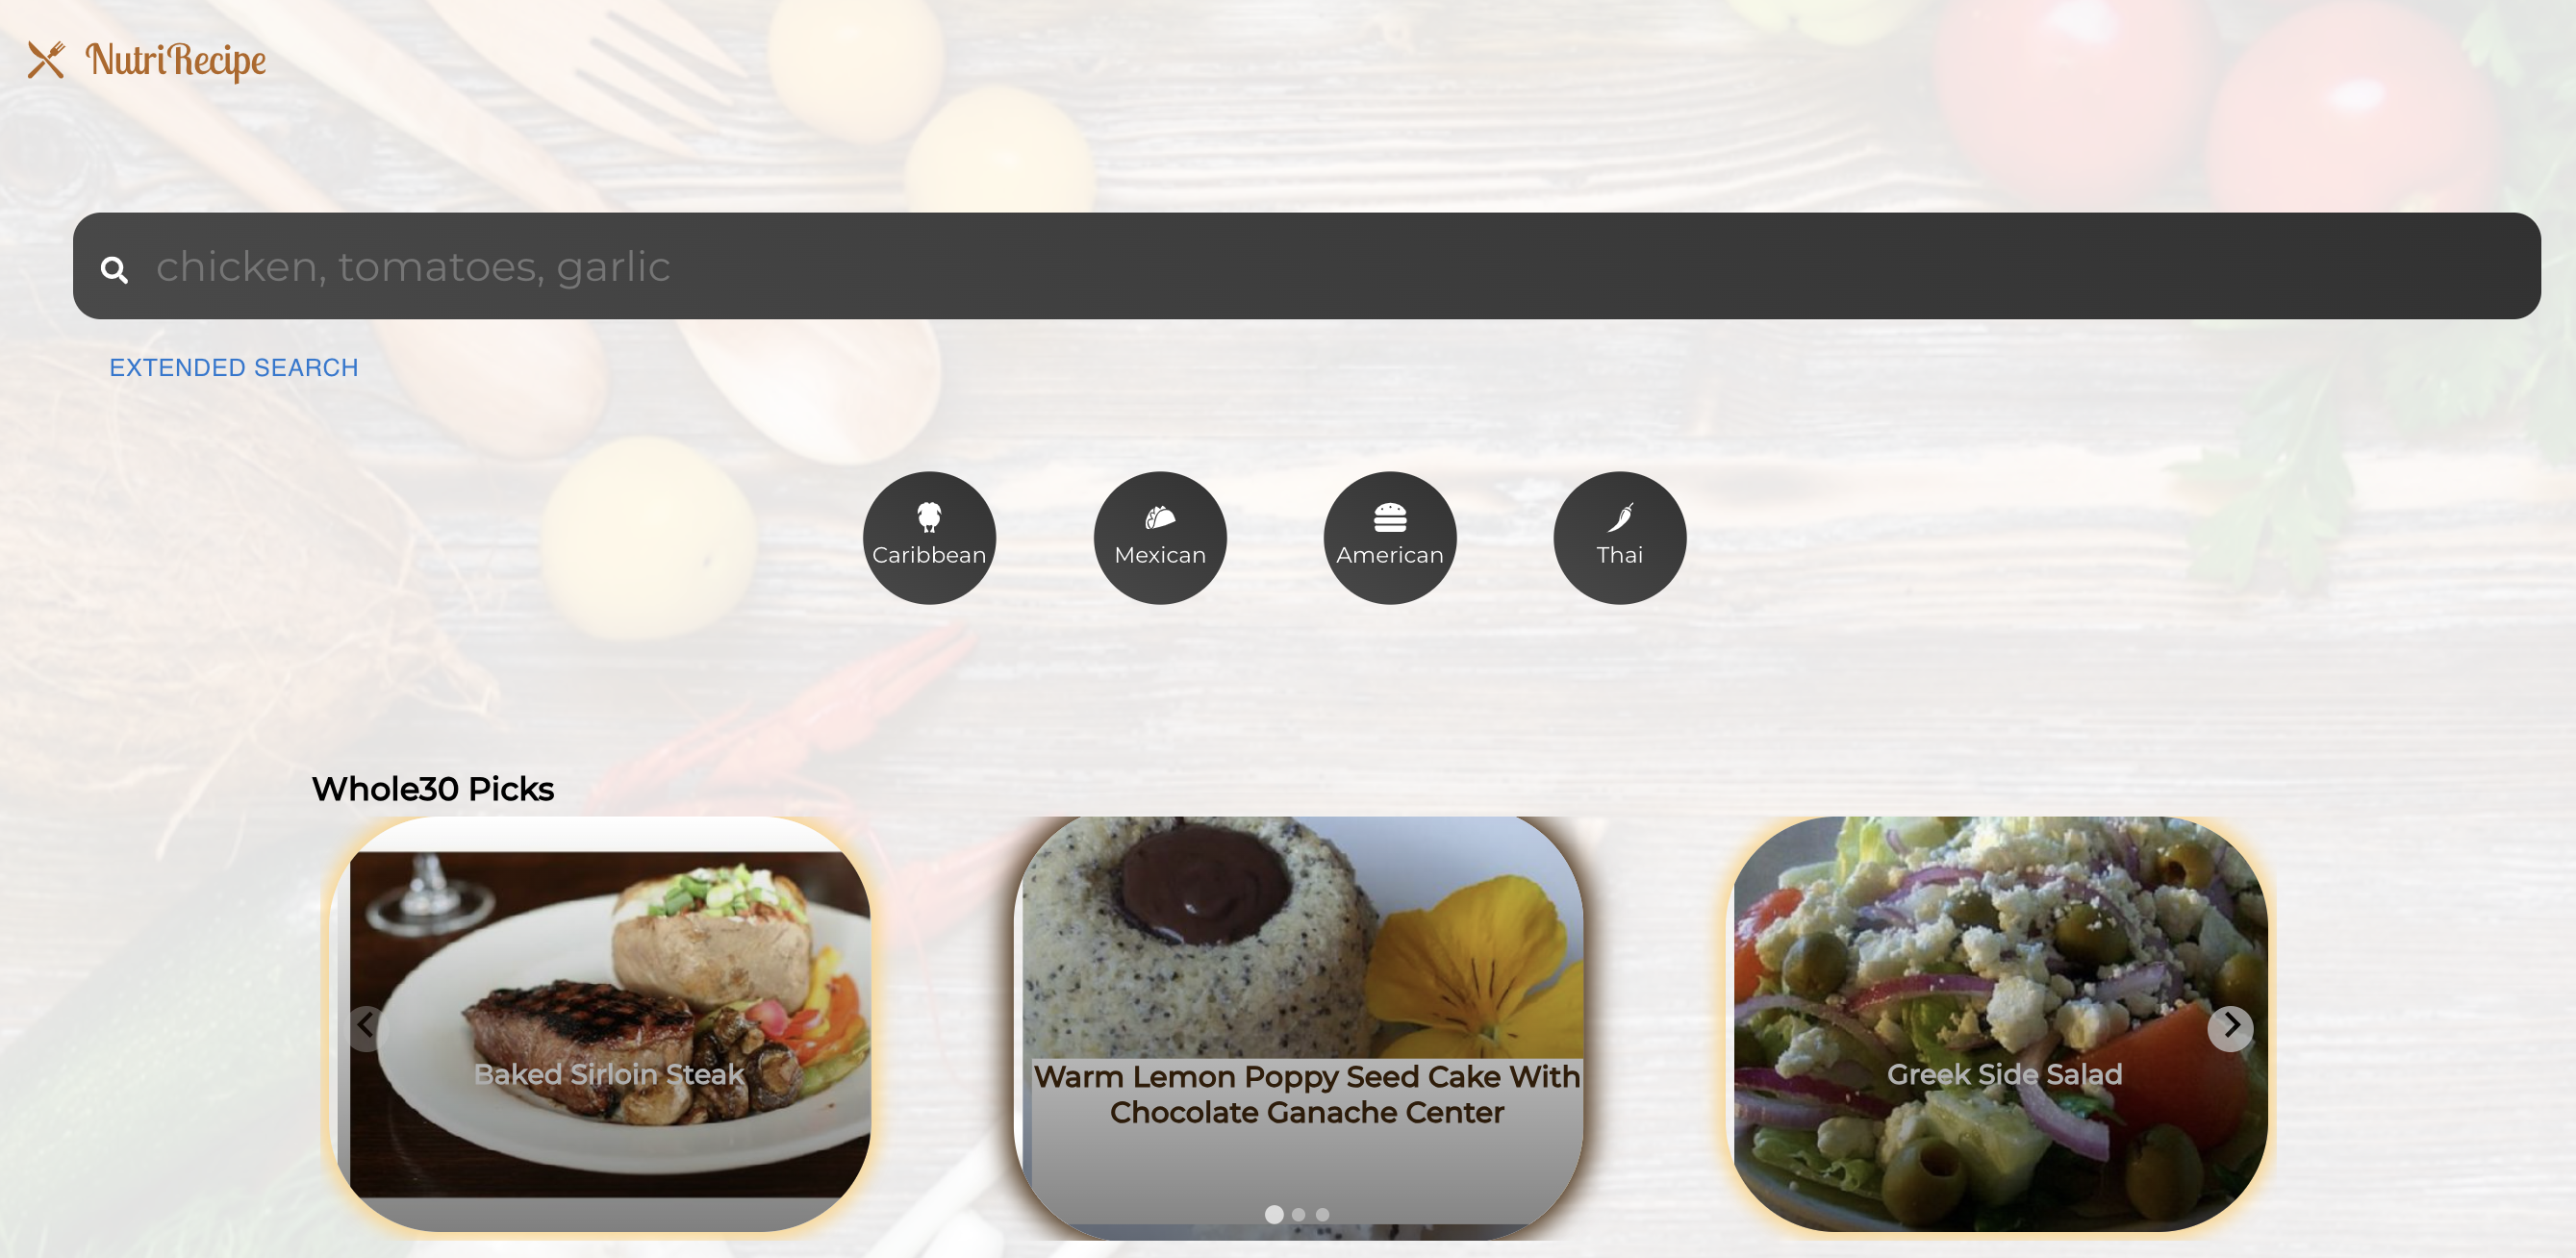 NutriRecipe
chicken, tomatoes, garlic
EXTENDED SEARCH
Caribbean
Mexican
American
Thai
Whole30 Picks
Baked Sirloin Steak
Warm Lemon Poppy Seed Cake With
Chocolate Ganache Center
Greek Side Salad